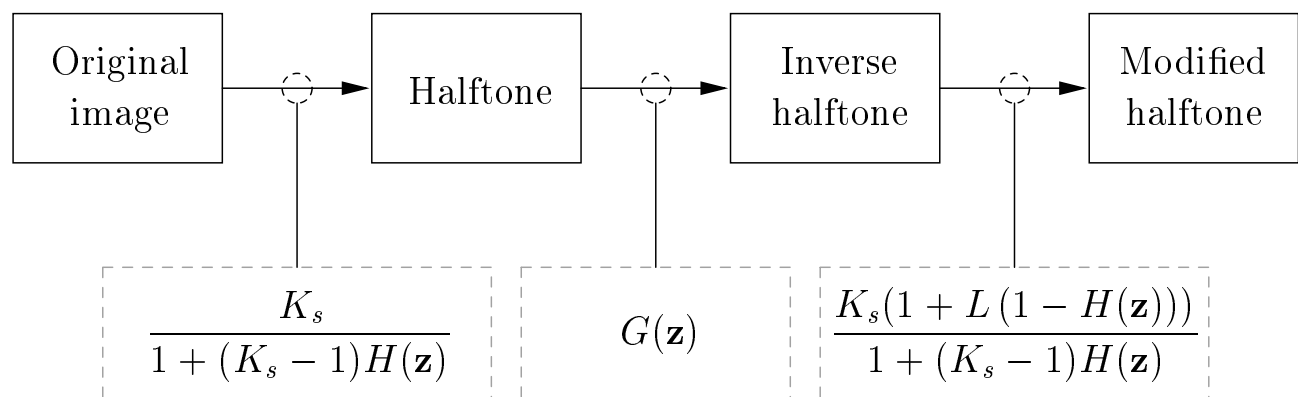 Original
image
Halftone
Inverse
halftone
Modified
halftone
K_s
1 + (K_s − 1)H(𝐳)
G(𝐳)
K_s(1 + L (1 − H(𝐳)))
1 + (K_s − 1)H(𝐳)